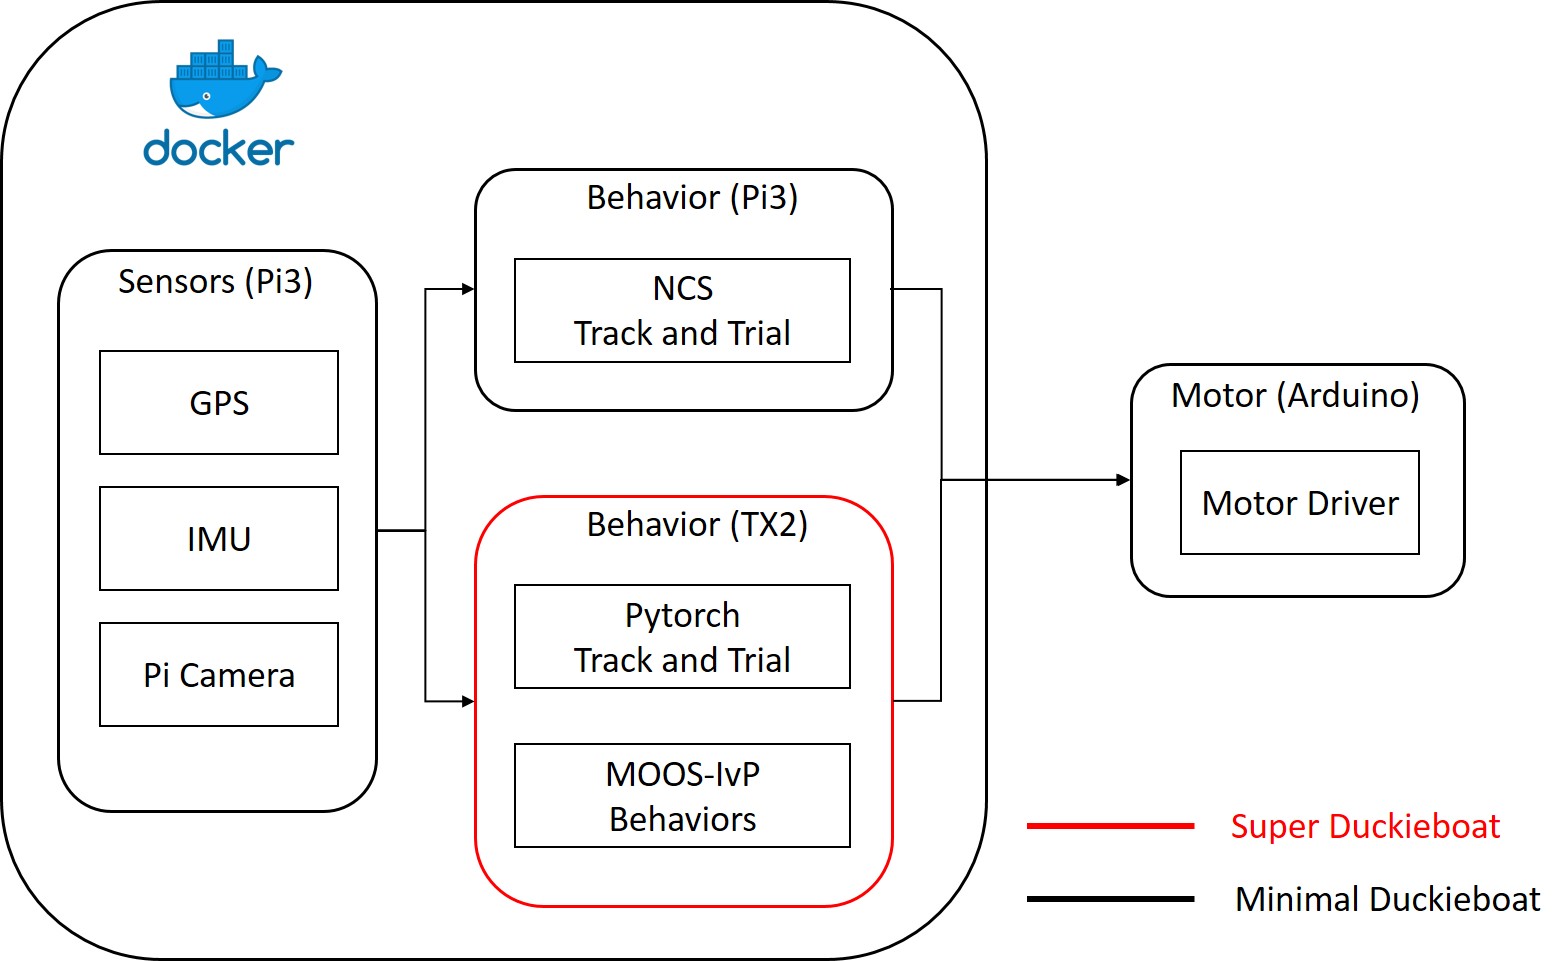 docker
Sensors (Pi3)
GPS
IMU
Pi Camera
Behavior (Pi3)
NCS
Track and Trial
Behavior (TX2)
Pytorch
Track and Trial
MOOS-IvP
Behaviors
Motor (Arduino)
Motor Driver
Super Duckieboat
Minimal Duckieboat